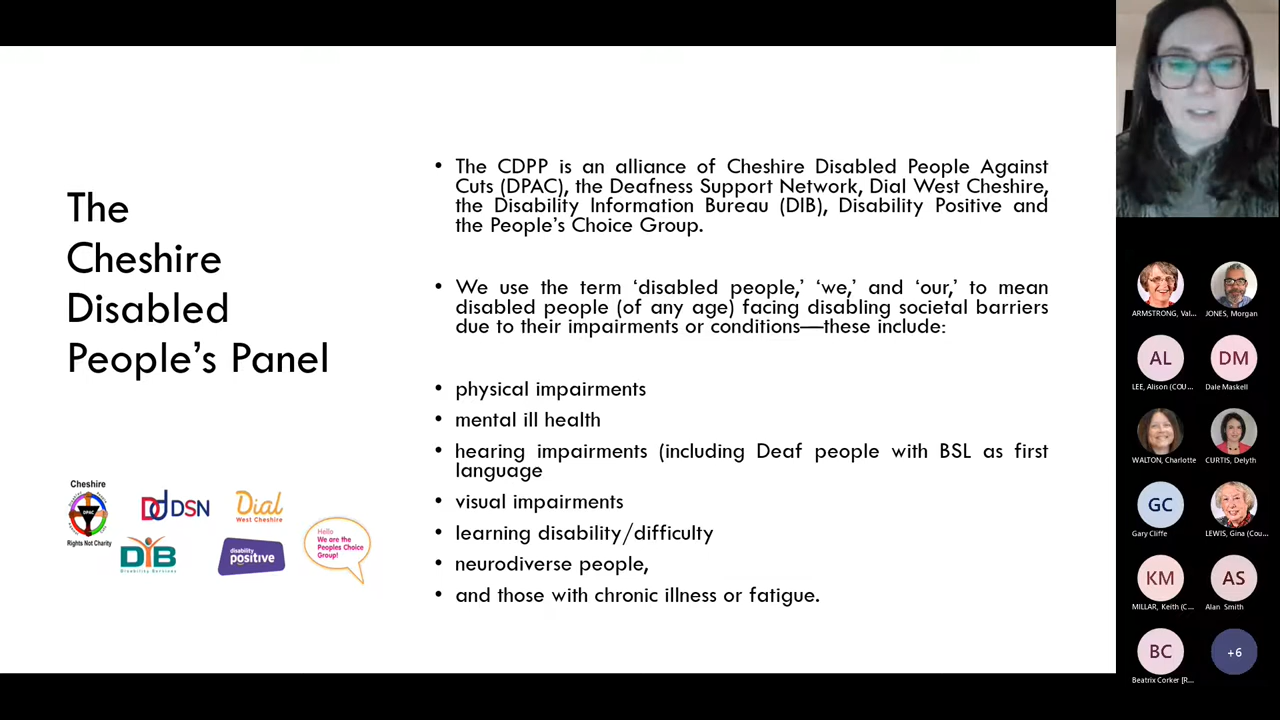 The
Cheshire
Disabled
People’s Panel
• The CDPP is an alliance of Cheshire Disabled People Against
Cuts (DPAC), the Deafness Support Network, Dial West Cheshire,
the Disability Information Bureau (DIB), Disability Positive and
the People’s Choice Group.
• We use the term ‘disabled people,’ ‘we,’ and ‘our,’ to mean
disabled people (of any age) facing disabling societal barriers
due to their impairments or conditions—these include:
• physical impairments
• mental ill health
• hearing impairments (including Deaf people with BSL as first
language
• visual impairments
• learning disability/difficulty
• neurodiverse people,
• and those with chronic illness or fatigue.
Cheshire
DPAC
Rights Not Charity
DSN
Dial
West Cheshire
DIB
Disability Services
disability
positive
Hello
We are the
Peoples Choice
Group!
ARMSTRONG, Val...
JONES, Morgan
AL
LEE, Alison (COU...
DM
Dale Maskell
WALTON, Charlotte
CURTIS, Delyth
GC
Gary Cliffe
LEWIS, Gina (Cou...
KM
MILLAR, Keith (C...
AS
Alan Smith
BC
Beatrix Corker [R...
+6